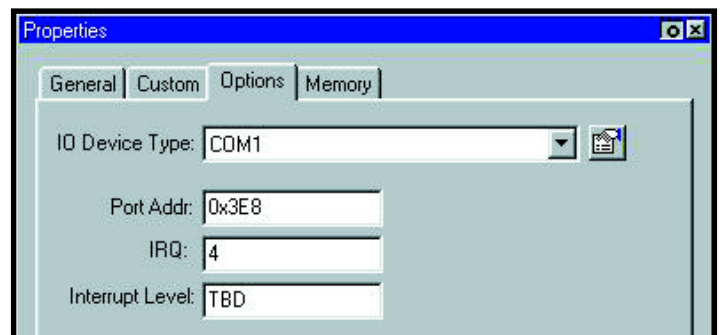 Properties
General Custom Options Memory
IO Device Type: COM1
Port Addr: 0x3E8
IRQ: 4
Interrupt Level: TBD